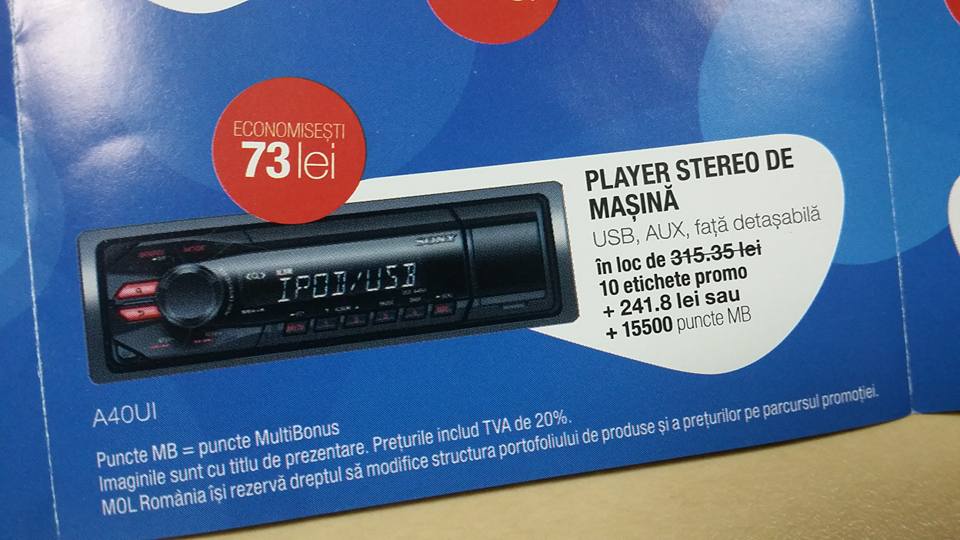 ECONOMISEȘTI
73 lei
PLAYER STEREO DE
MAȘINĂ
USB, AUX, față detașabilă
în loc de 315.35 lei
10 etichete promo
+ 241.8 lei sau
+ 15500 puncte MB
SONY
IPOD/USB
A40UI
Puncte MB = puncte MultiBonus
Imaginile sunt cu titlu de prezentare. Prețurile includ TVA de 20%.
MOL România își rezervă dreptul să modifice structura portofoliului de produse și a prețurilor pe parcursul promoției.